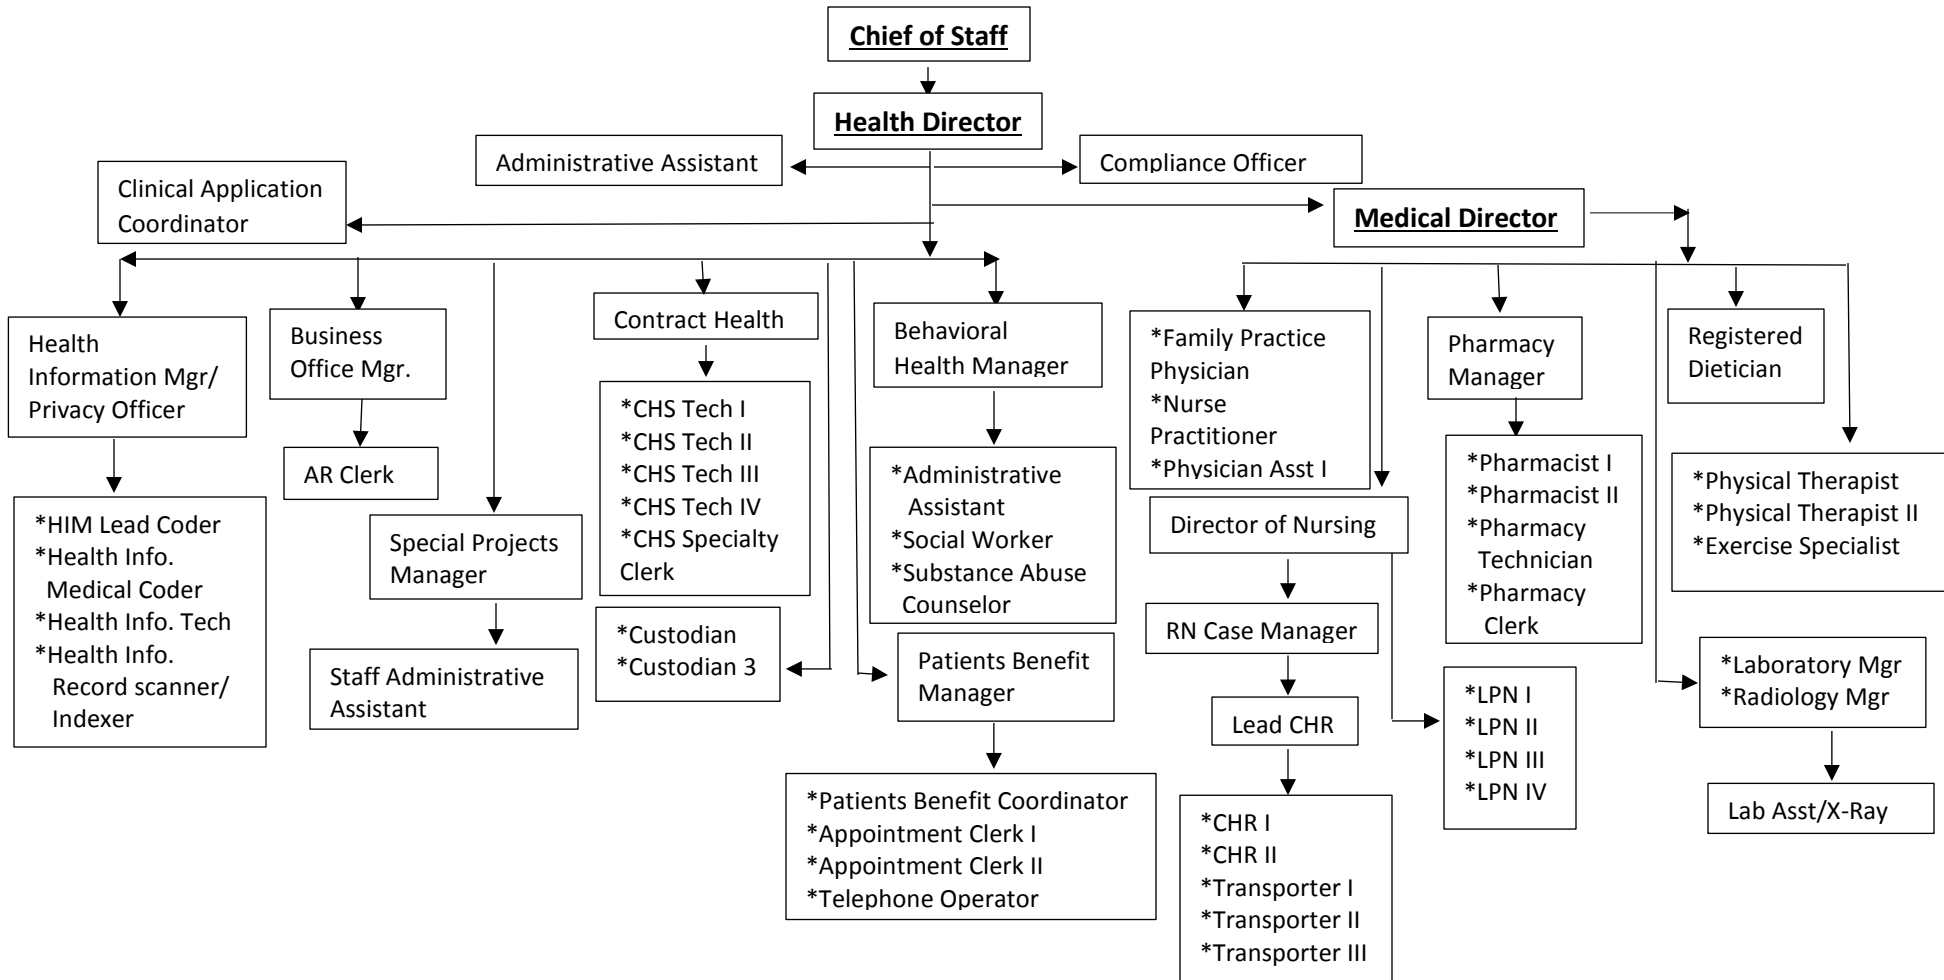 Chief of Staff
Health Director
Administrative Assistant
Compliance Officer
Clinical Application
Coordinator
Medical Director
Health
Information Mgr/
Privacy Officer
Business
Office Mgr.
Contract Health
Behavioral
Health Manager
*Family Practice
Physician
*Nurse
Practitioner
*Physician Asst I
Pharmacy
Manager
Registered
Dietician
AR Clerk
*CHS Tech I
*CHS Tech II
*CHS Tech III
*CHS Tech IV
*CHS Specialty
Clerk
*Administrative
Assistant
*Social Worker
*Substance Abuse
Counselor
*Pharmacist I
*Pharmacist II
*Pharmacy
Technician
*Pharmacy
Clerk
*Physical Therapist
*Physical Therapist II
*Exercise Specialist
*HIM Lead Coder
*Health Info.
Medical Coder
*Health Info. Tech
*Health Info.
Record scanner/
Indexer
Special Projects
Manager
Director of Nursing
*Custodian
*Custodian 3
RN Case Manager
Staff Administrative
Assistant
Patients Benefit
Manager
*Laboratory Mgr
*Radiology Mgr
Lead CHR
*LPN I
*LPN II
*LPN III
*LPN IV
*Patients Benefit Coordinator
*Appointment Clerk I
*Appointment Clerk II
*Telephone Operator
*CHR I
*CHR II
*Transporter I
*Transporter II
*Transporter III
Lab Asst/X-Ray